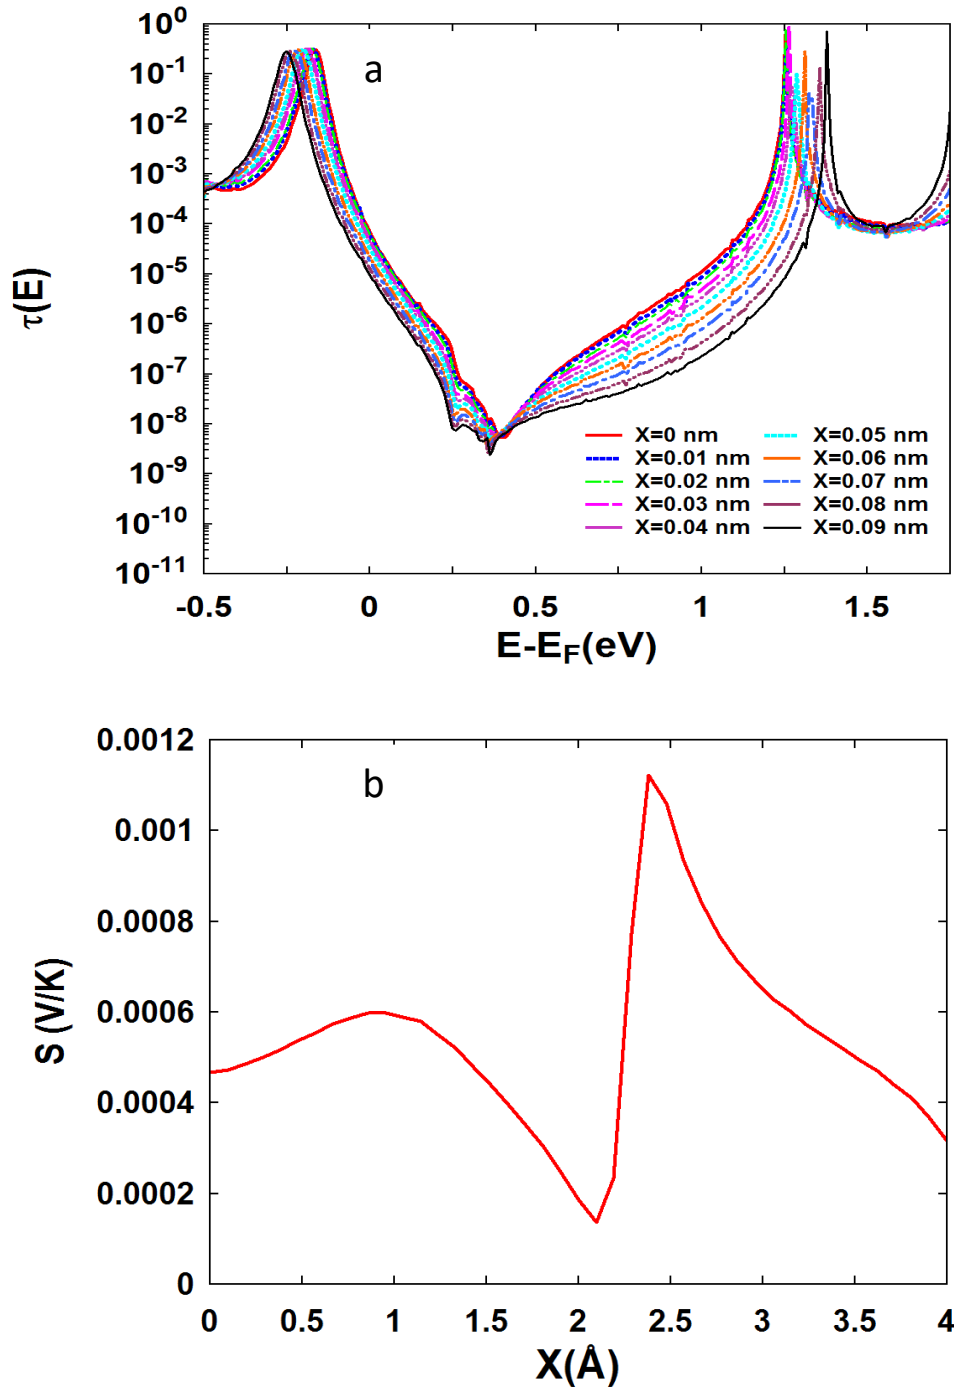 a
10⁰
10⁻¹
10⁻²
10⁻³
10⁻⁴
10⁻⁵
10⁻⁶
10⁻⁷
10⁻⁸
10⁻⁹
10⁻¹⁰
10⁻¹¹
τ(E)
X=0 nm
X=0.01 nm
X=0.02 nm
X=0.03 nm
X=0.04 nm
X=0.05 nm
X=0.06 nm
X=0.07 nm
X=0.08 nm
X=0.09 nm
-0.5 0 0.5 1 1.5
E-E_F(eV)
b
0.0012
0.001
0.0008
0.0006
0.0004
0.0002
0
S (V/K)
0 0.5 1 1.5 2 2.5 3 3.5 4
X(Å)